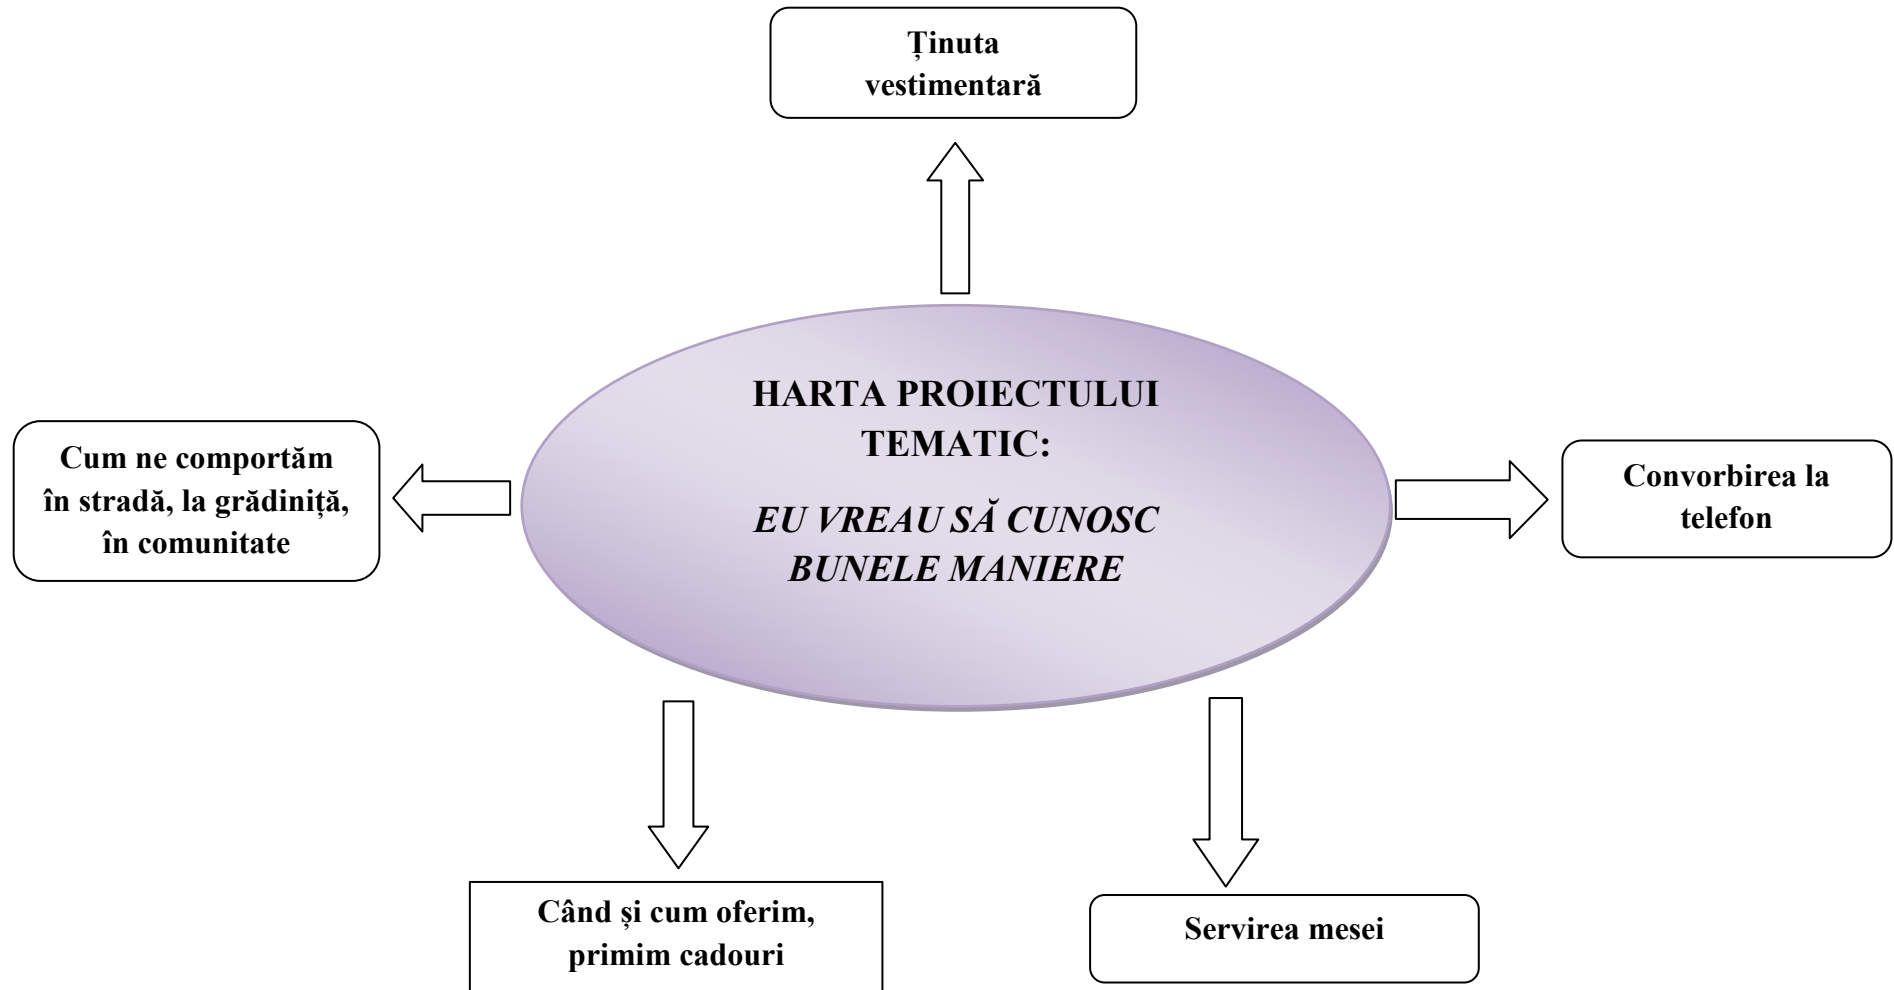 Ținuta
vestimentară
HARTA PROIECTULUI
TEMATIC:
EU VREAU SĂ CUNOSC
BUNELE MANIERE
Cum ne comportăm
în stradă, la grădiniță,
în comunitate
Convorbirea la
telefon
Când și cum oferim,
primim cadouri
Servirea mesei